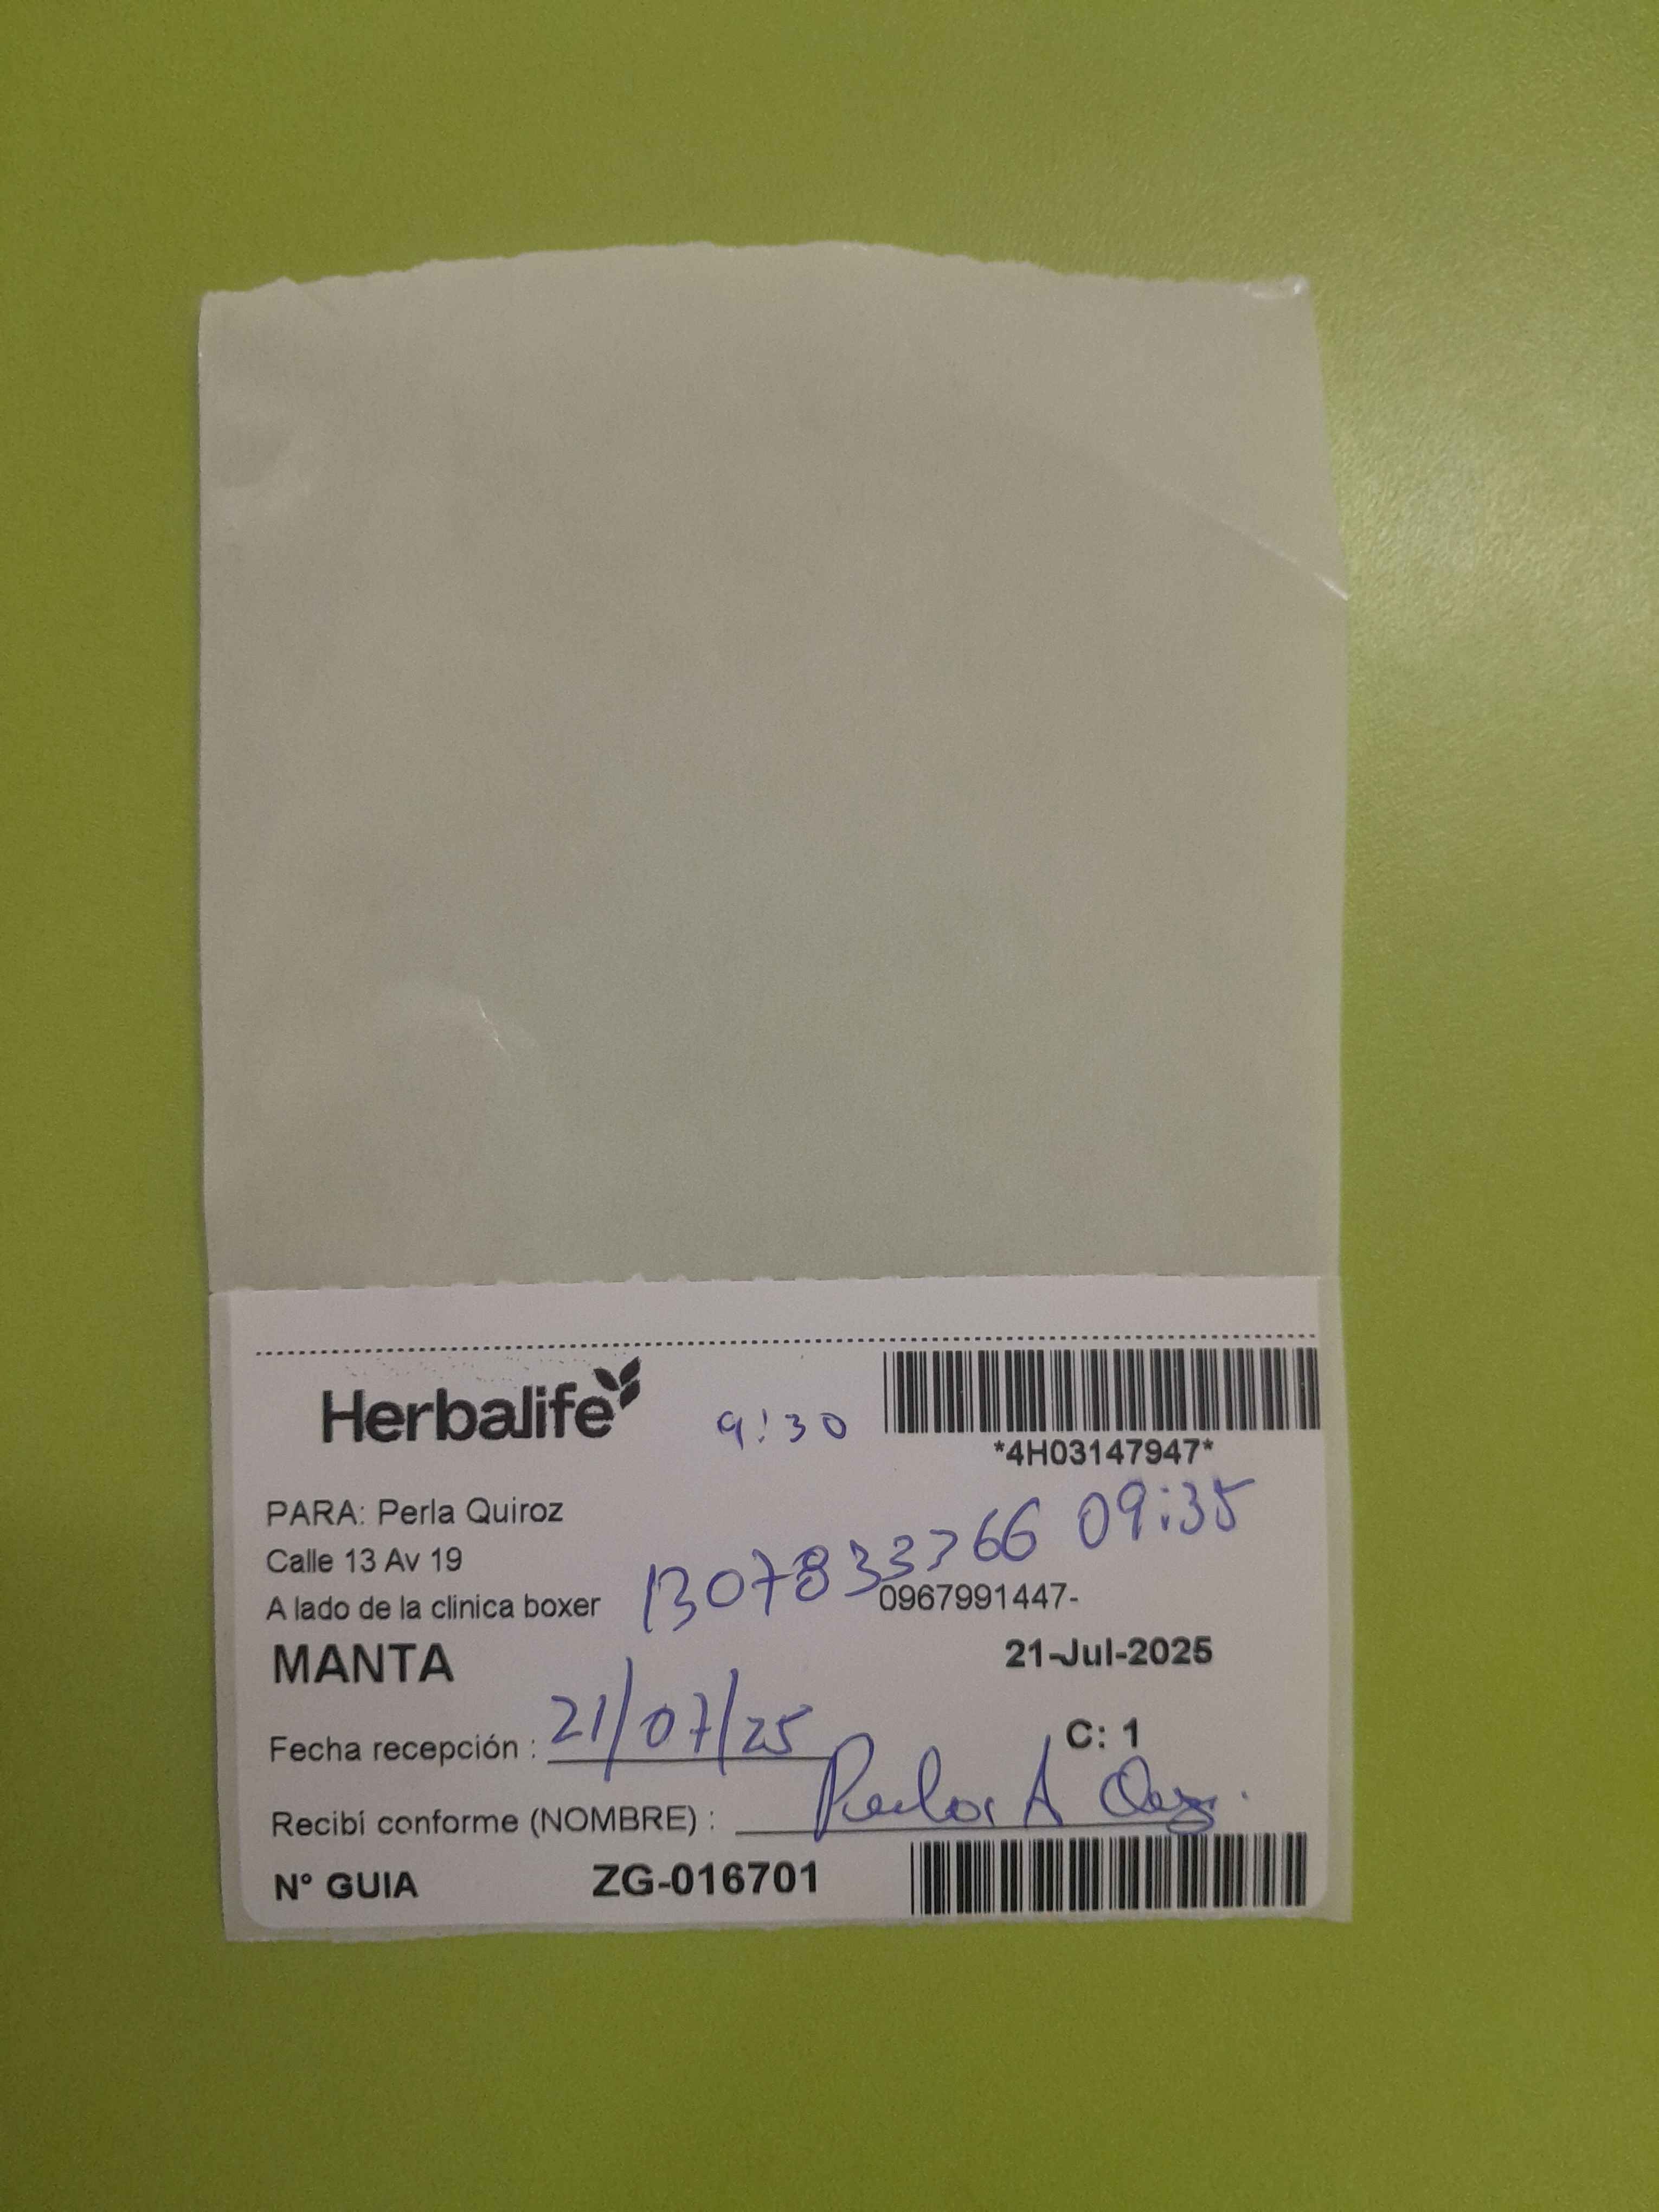 Herbalife
9:30
*4H03147947*
PARA: Perla Quiroz
Calle 13 Av 19
A lado de la clinica boxer
1307833766 09:35
0967991447-
MANTA
21-Jul-2025
Fecha recepción : 21/07/25
C: 1
Recibí conforme (NOMBRE) : Perla A
N° GUIA ZG-016701